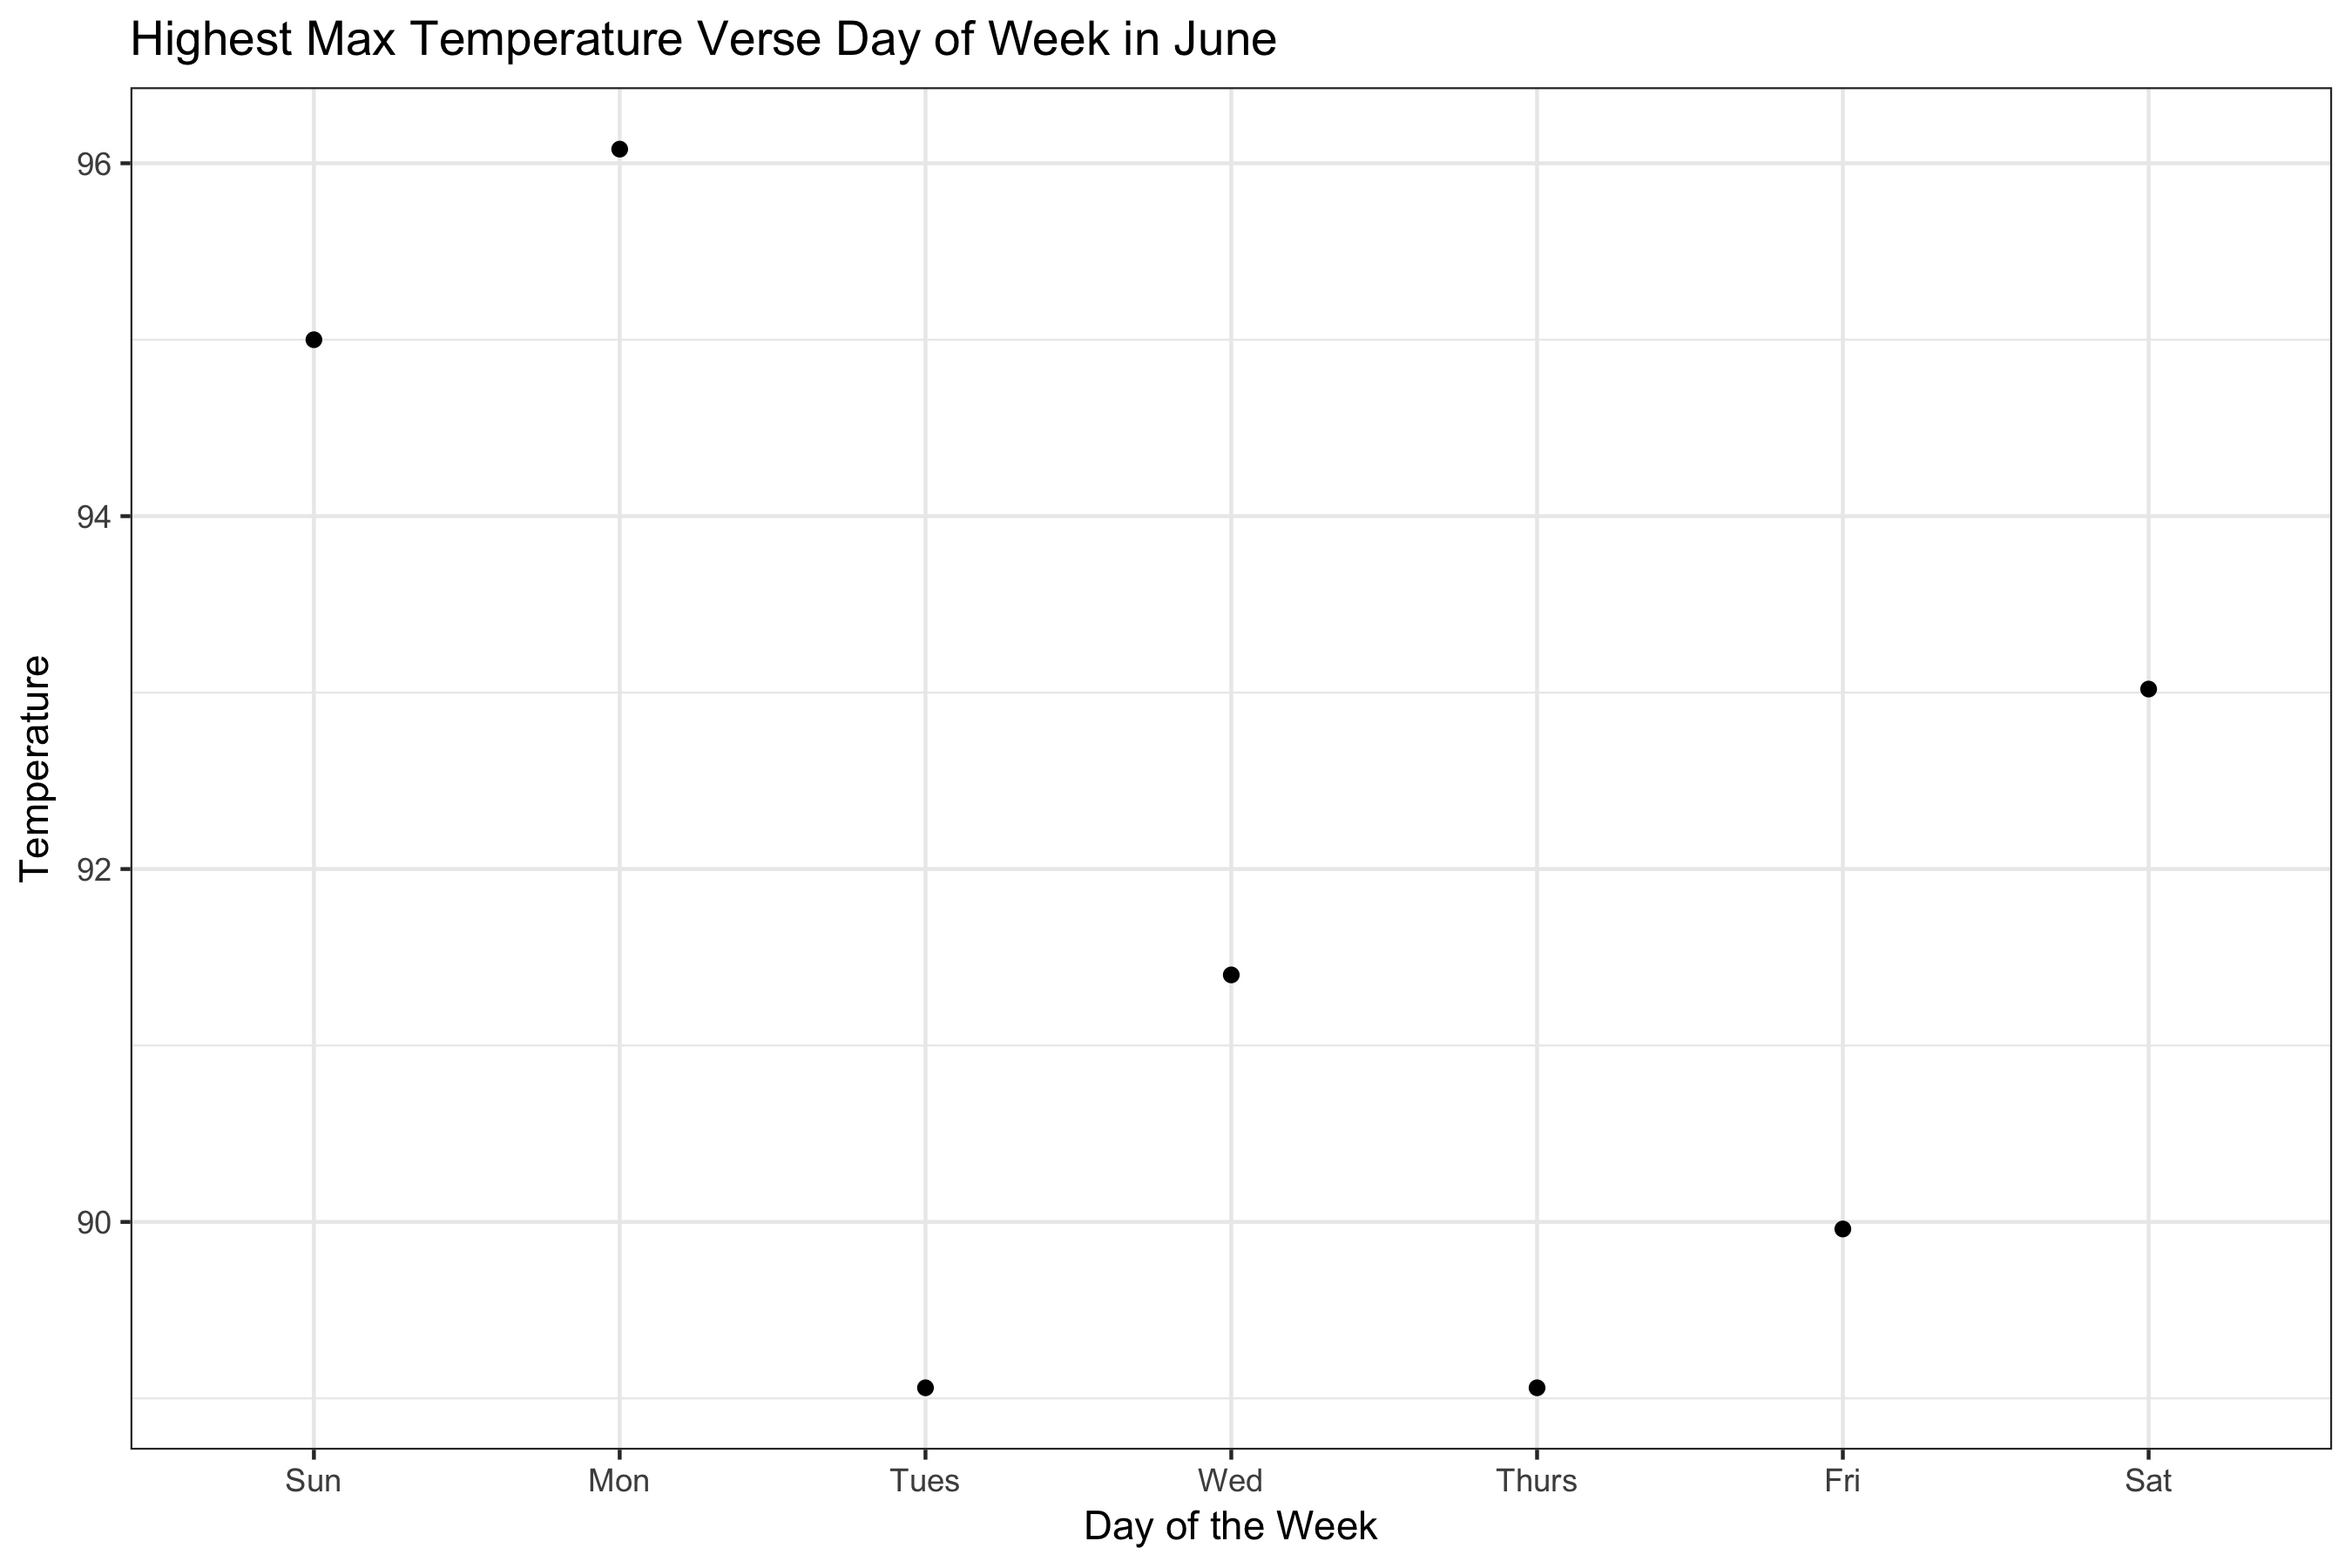 Highest Max Temperature Verse Day of Week in June
Temperature
96
94
92
90
Sun Mon Tues Wed Thurs Fri Sat
Day of the Week